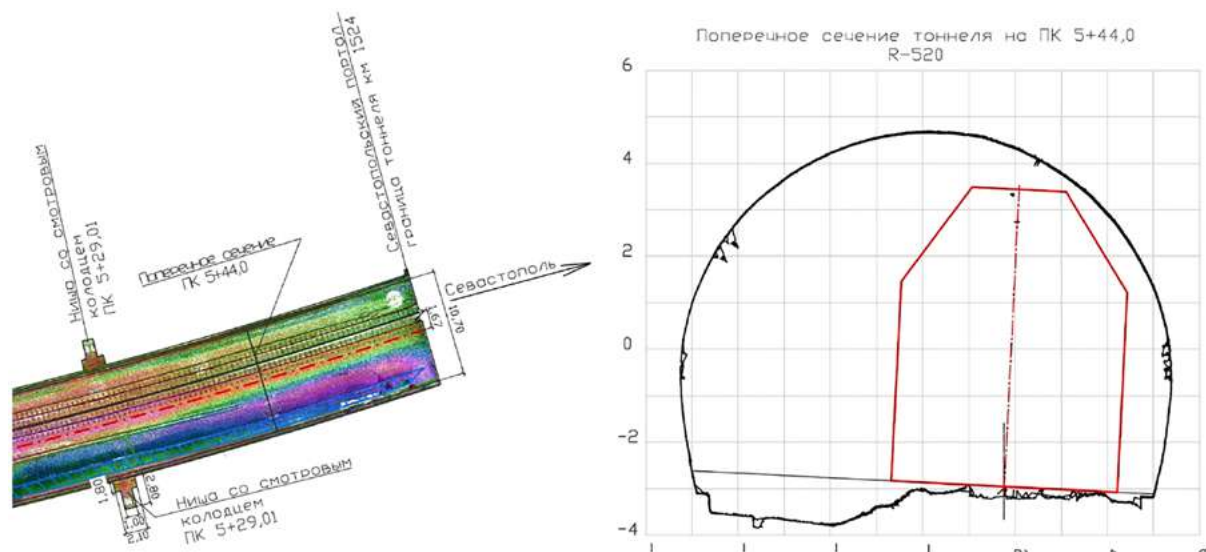 Ниша со смотровым
колодцем
ПК 5+29,01
Поперечное сечение
ПК 5+44,0
Севастопольский портал
Граница тоннеля км 1524
Севастополь
1,67
10,70
1,80
2,80
2,10
Ниша со смотровым
колодцем
ПК 5+29,01
Поперечное сечение тоннеля на ПК 5+44,0
R-520
6
4
2
0
-2
-4